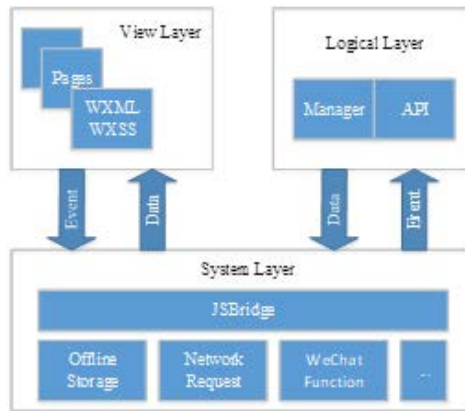 View Layer
Pages
WXML
WXSS
Logical Layer
Manager
API
Event
Data
Data
Event
System Layer
JSBridge
Offline
Storage
Network
Request
WeChat
Function
...